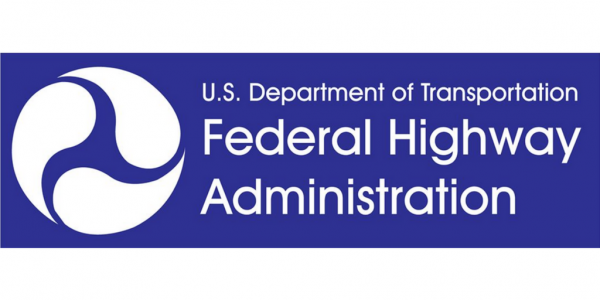 U.S. Department of Transportation
Federal Highway
Administration